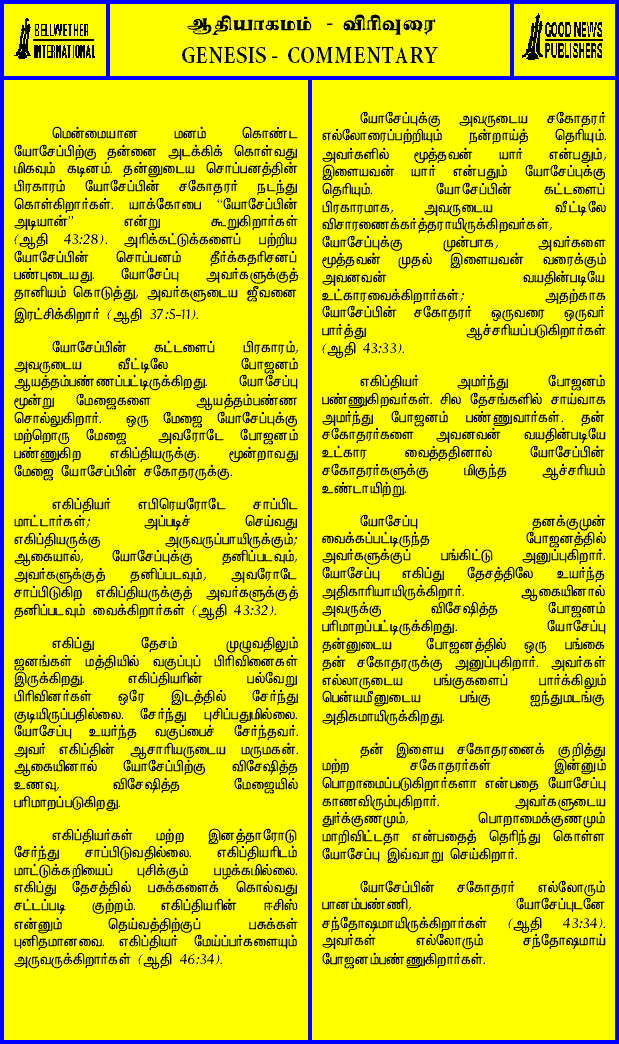 BELLWETHER
INTERNATIONAL
ஆதியாகமம் - விரிவுரை
GENESIS - COMMENTARY
GOOD NEWS
PUBLISHERS
மென்மையான மனம் கொண்ட
யோசேப்பிற்கு தன்னை அடக்கிக் கொள்வது
மிகவும் கடினம். தன்னுடைய சொப்பனத்தின்
பிரகாரம் யோசேப்பின் சகோதரர் நடந்து
கொள்கிறார்கள். யாக்கோபை “யோசேப்பின்
அடியான்” என்று கூறுகிறார்கள்
(ஆதி 43:28). அரிக்கட்டுக்களைப் பற்றிய
யோசேப்பின் சொப்பனம் தீர்க்கதரிசனப்
பண்புடையது. யோசேப்பு அவர்களுக்குத்
தானியம் கொடுத்து, அவர்களுடைய ஜீவனை
இரட்சிக்கிறார் (ஆதி 37:5-11).
யோசேப்பின் கட்டளைப் பிரகாரம்,
அவருடைய வீட்டிலே போஜனம்
ஆயத்தம்பண்ணப்பட்டிருக்கிறது. யோசேப்பு
மூன்று மேஜைகளை ஆயத்தம்பண்ண
சொல்லுகிறார். ஒரு மேஜை யோசேப்புக்கு
மற்றொரு மேஜை அவரோடே போஜனம்
பண்ணுகிற எகிப்தியருக்கு. மூன்றாவது
மேஜை யோசேப்பின் சகோதரருக்கு.
எகிப்தியர் எபிரெயரோடே சாப்பிட
மாட்டார்கள்; அப்படிச் செய்வது
எகிப்தியருக்கு அருவருப்பாயிருக்கும்;
ஆகையால், யோசேப்புக்கு தனிப்படவும்,
அவர்களுக்குத் தனிப்படவும், அவரோடே
சாப்பிடுகிற எகிப்தியருக்குத் அவர்களுக்குத்
தனிப்படவும் வைக்கிறார்கள் (ஆதி 43:32).
எகிப்து தேசம் முழுவதிலும்
ஜனங்கள் மத்தியில் வகுப்புப் பிரிவினைகள்
இருக்கிறது. எகிப்தியரின் பல்வேறு
பிரிவினர்கள் ஒரே இடத்தில் சேர்ந்து
குடியிருப்பதில்லை. சேர்ந்து புசிப்பதுமில்லை.
யோசேப்பு உயர்ந்த வகுப்பைச் சேர்ந்தவர்.
அவர் எகிப்தின் ஆசாரியருடைய மருமகன்.
ஆகையினால் யோசேப்பிற்கு விசேஷித்த
உணவு, விசேஷித்த மேஜையில்
பரிமாறப்படுகிறது.
எகிப்தியர்கள் மற்ற இனத்தாரோடு
சேர்ந்து சாப்பிடுவதில்லை. எகிப்தியரிடம்
மாட்டுக்கறியைப் புசிக்கும் பழக்கமில்லை.
எகிப்து தேசத்தில் பசுக்களைக் கொல்வது
சட்டப்படி குற்றம். எகிப்தியரின் ஈசிஸ்
என்னும் தெய்வத்திற்குப் பசுக்கள்
புனிதமானவை. எகிப்தியர் மேய்ப்பர்களையும்
அருவருக்கிறார்கள் (ஆதி 46:34).
யோசேப்புக்கு அவருடைய சகோதரர்
எல்லோரைப்பற்றியும் நன்றாய்த் தெரியும்.
அவர்களில் மூத்தவன் யார் என்பதும்,
இளையவன் யார் என்பதும் யோசேப்புக்கு
தெரியும். யோசேப்பின் கட்டளைப்
பிரகாரமாக, அவருடைய வீட்டிலே
விசாரணைக்கர்த்தராயிருக்கிறவர்கள்,
யோசேப்புக்கு முன்பாக, அவர்களை
மூத்தவன் முதல் இளையவன் வரைக்கும்
அவனவன் வயதின்படியே
உட்காரவைக்கிறார்கள்; அதற்காக
யோசேப்பின் சகோதரர் ஒருவரை ஒருவர்
பார்த்து ஆச்சரியப்படுகிறார்கள்
(ஆதி 43:33).
எகிப்தியர் அமர்ந்து போஜனம்
பண்ணுகிறவர்கள். சில தேசங்களில் சாய்வாக
அமர்ந்து போஜனம் பண்ணுவார்கள். தன்
சகோதரர்களை அவனவன் வயதின்படியே
உட்கார வைத்ததினால் யோசேப்பின்
சகோதரர்களுக்கு மிகுந்த ஆச்சரியம்
உண்டாயிற்று.
யோசேப்பு தனக்குமுன்
வைக்கப்பட்டிருந்த போஜனத்தில்
அவர்களுக்குப் பங்கிட்டு அனுப்புகிறார்.
யோசேப்பு எகிப்து தேசத்திலே உயர்ந்த
அதிகாரியாயிருக்கிறார். ஆகையினால்
அவருக்கு விசேஷித்த போஜனம்
பரிமாறப்பட்டிருக்கிறது. யோசேப்பு
தன்னுடைய போஜனத்தில் ஒரு பங்கை
தன் சகோதரருக்கு அனுப்புகிறார். அவர்கள்
எல்லாருடைய பங்குகளைப் பார்க்கிலும்
பென்யமீனுடைய பங்கு ஐந்துமடங்கு
அதிகமாயிருக்கிறது.
தன் இளைய சகோதரனைக் குறித்து
மற்ற சகோதரர்கள் இன்னும்
பொறாமைப்படுகிறார்களா என்பதை யோசேப்பு
காணவிரும்புகிறார். அவர்களுடைய
துர்க்குணமும், பொறாமைக்குணமும்
மாறிவிட்டதா என்பதைத் தெரிந்து கொள்ள
யோசேப்பு இவ்வாறு செய்கிறார்.
யோசேப்பின் சகோதரர் எல்லோரும்
பானம்பண்ணி, யோசேப்புடனே
சந்தோஷமாயிருக்கிறார்கள் (ஆதி 43:34).
அவர்கள் எல்லோரும் சந்தோஷமாய்
போஜனம்பண்ணுகிறார்கள்.